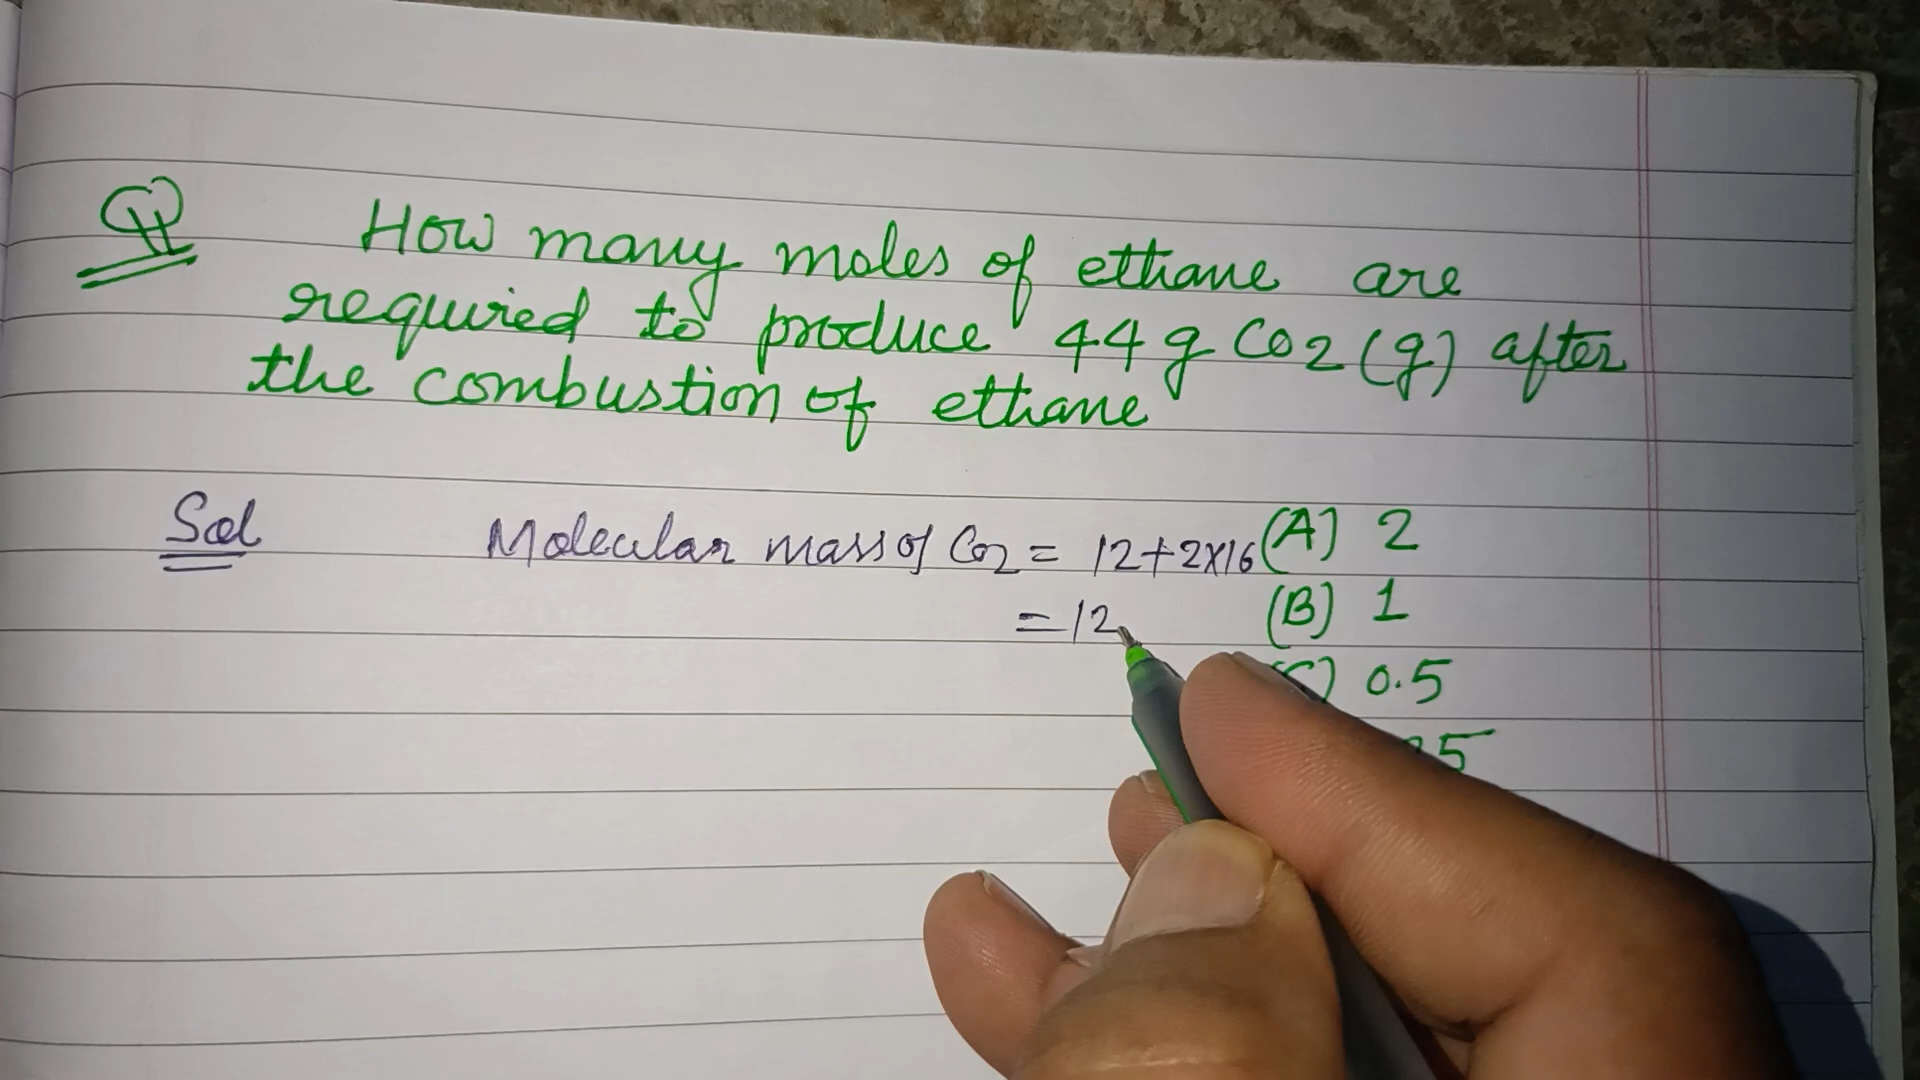 Q
How many moles of ethane are
required to produce 44 g CO2 (g) after
the combustion of ethane
Sol Molecular mass of CO2 = 12+2×16 (A) 2
= 12 (B) 1
(C) 0.5
5